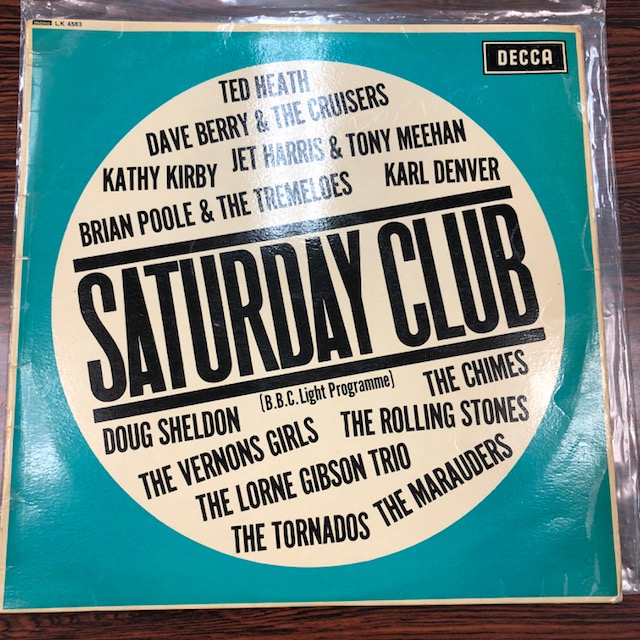 mono LK 4583
DECCA
TED HEATH
DAVE BERRY & THE CRUISERS
JET HARRIS & TONY MEEHAN
KATHY KIRBY
KARL DENVER
BRIAN POOLE & THE TREMELOES
SATURDAY CLUB
(B.B.C. Light Programme)
THE CHIMES
DOUG SHELDON
THE ROLLING STONES
THE VERNONS GIRLS
THE LORNE GIBSON TRIO
THE MARAUDERS
THE TORNADOS